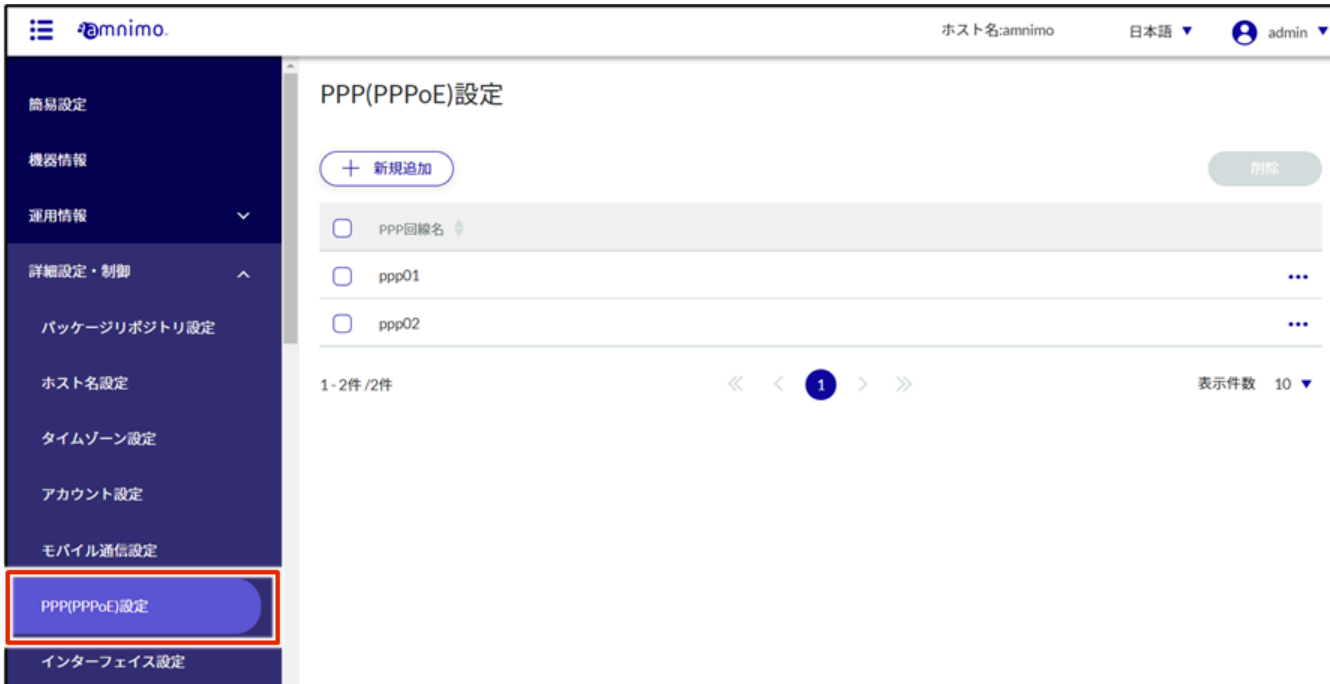 amnimo
ホスト名:amnimo
日本語
admin
簡易設定
機器情報
運用情報
詳細設定・制御
パッケージリポジトリ設定
ホスト名設定
タイムゾーン設定
アカウント設定
モバイル通信設定
PPP(PPPoE)設定
インターフェイス設定
PPP(PPPoE)設定
新規追加
削除
PPP回線名
ppp01
ppp02
1 - 2件 /2件
1
表示件数 10